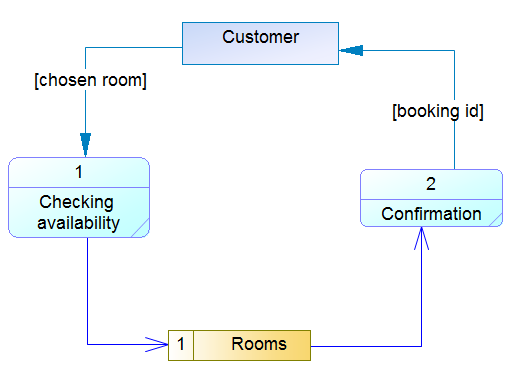 Customer
[chosen room]
[booking id]
1
Checking
availability
2
Confirmation
1 Rooms